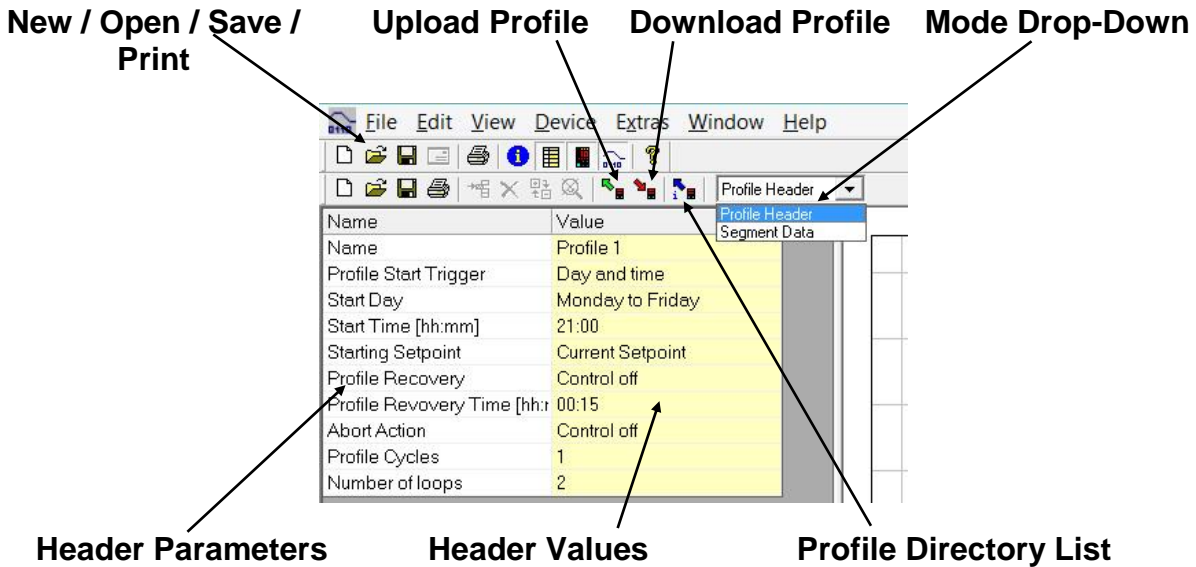 New / Open / Save /
Print
Upload Profile
Download Profile
Mode Drop-Down
File Edit View Device Extras Window Help
Profile Header
Profile Header
Segment Data
Name Value
Name Profile 1
Profile Start Trigger Day and time
Start Day Monday to Friday
Start Time [hh:mm] 21:00
Starting Setpoint Current Setpoint
Profile Recovery Control off
Profile Revovery Time [hh:r 00:15
Abort Action Control off
Profile Cycles 1
Number of loops 2
Header Parameters
Header Values
Profile Directory List